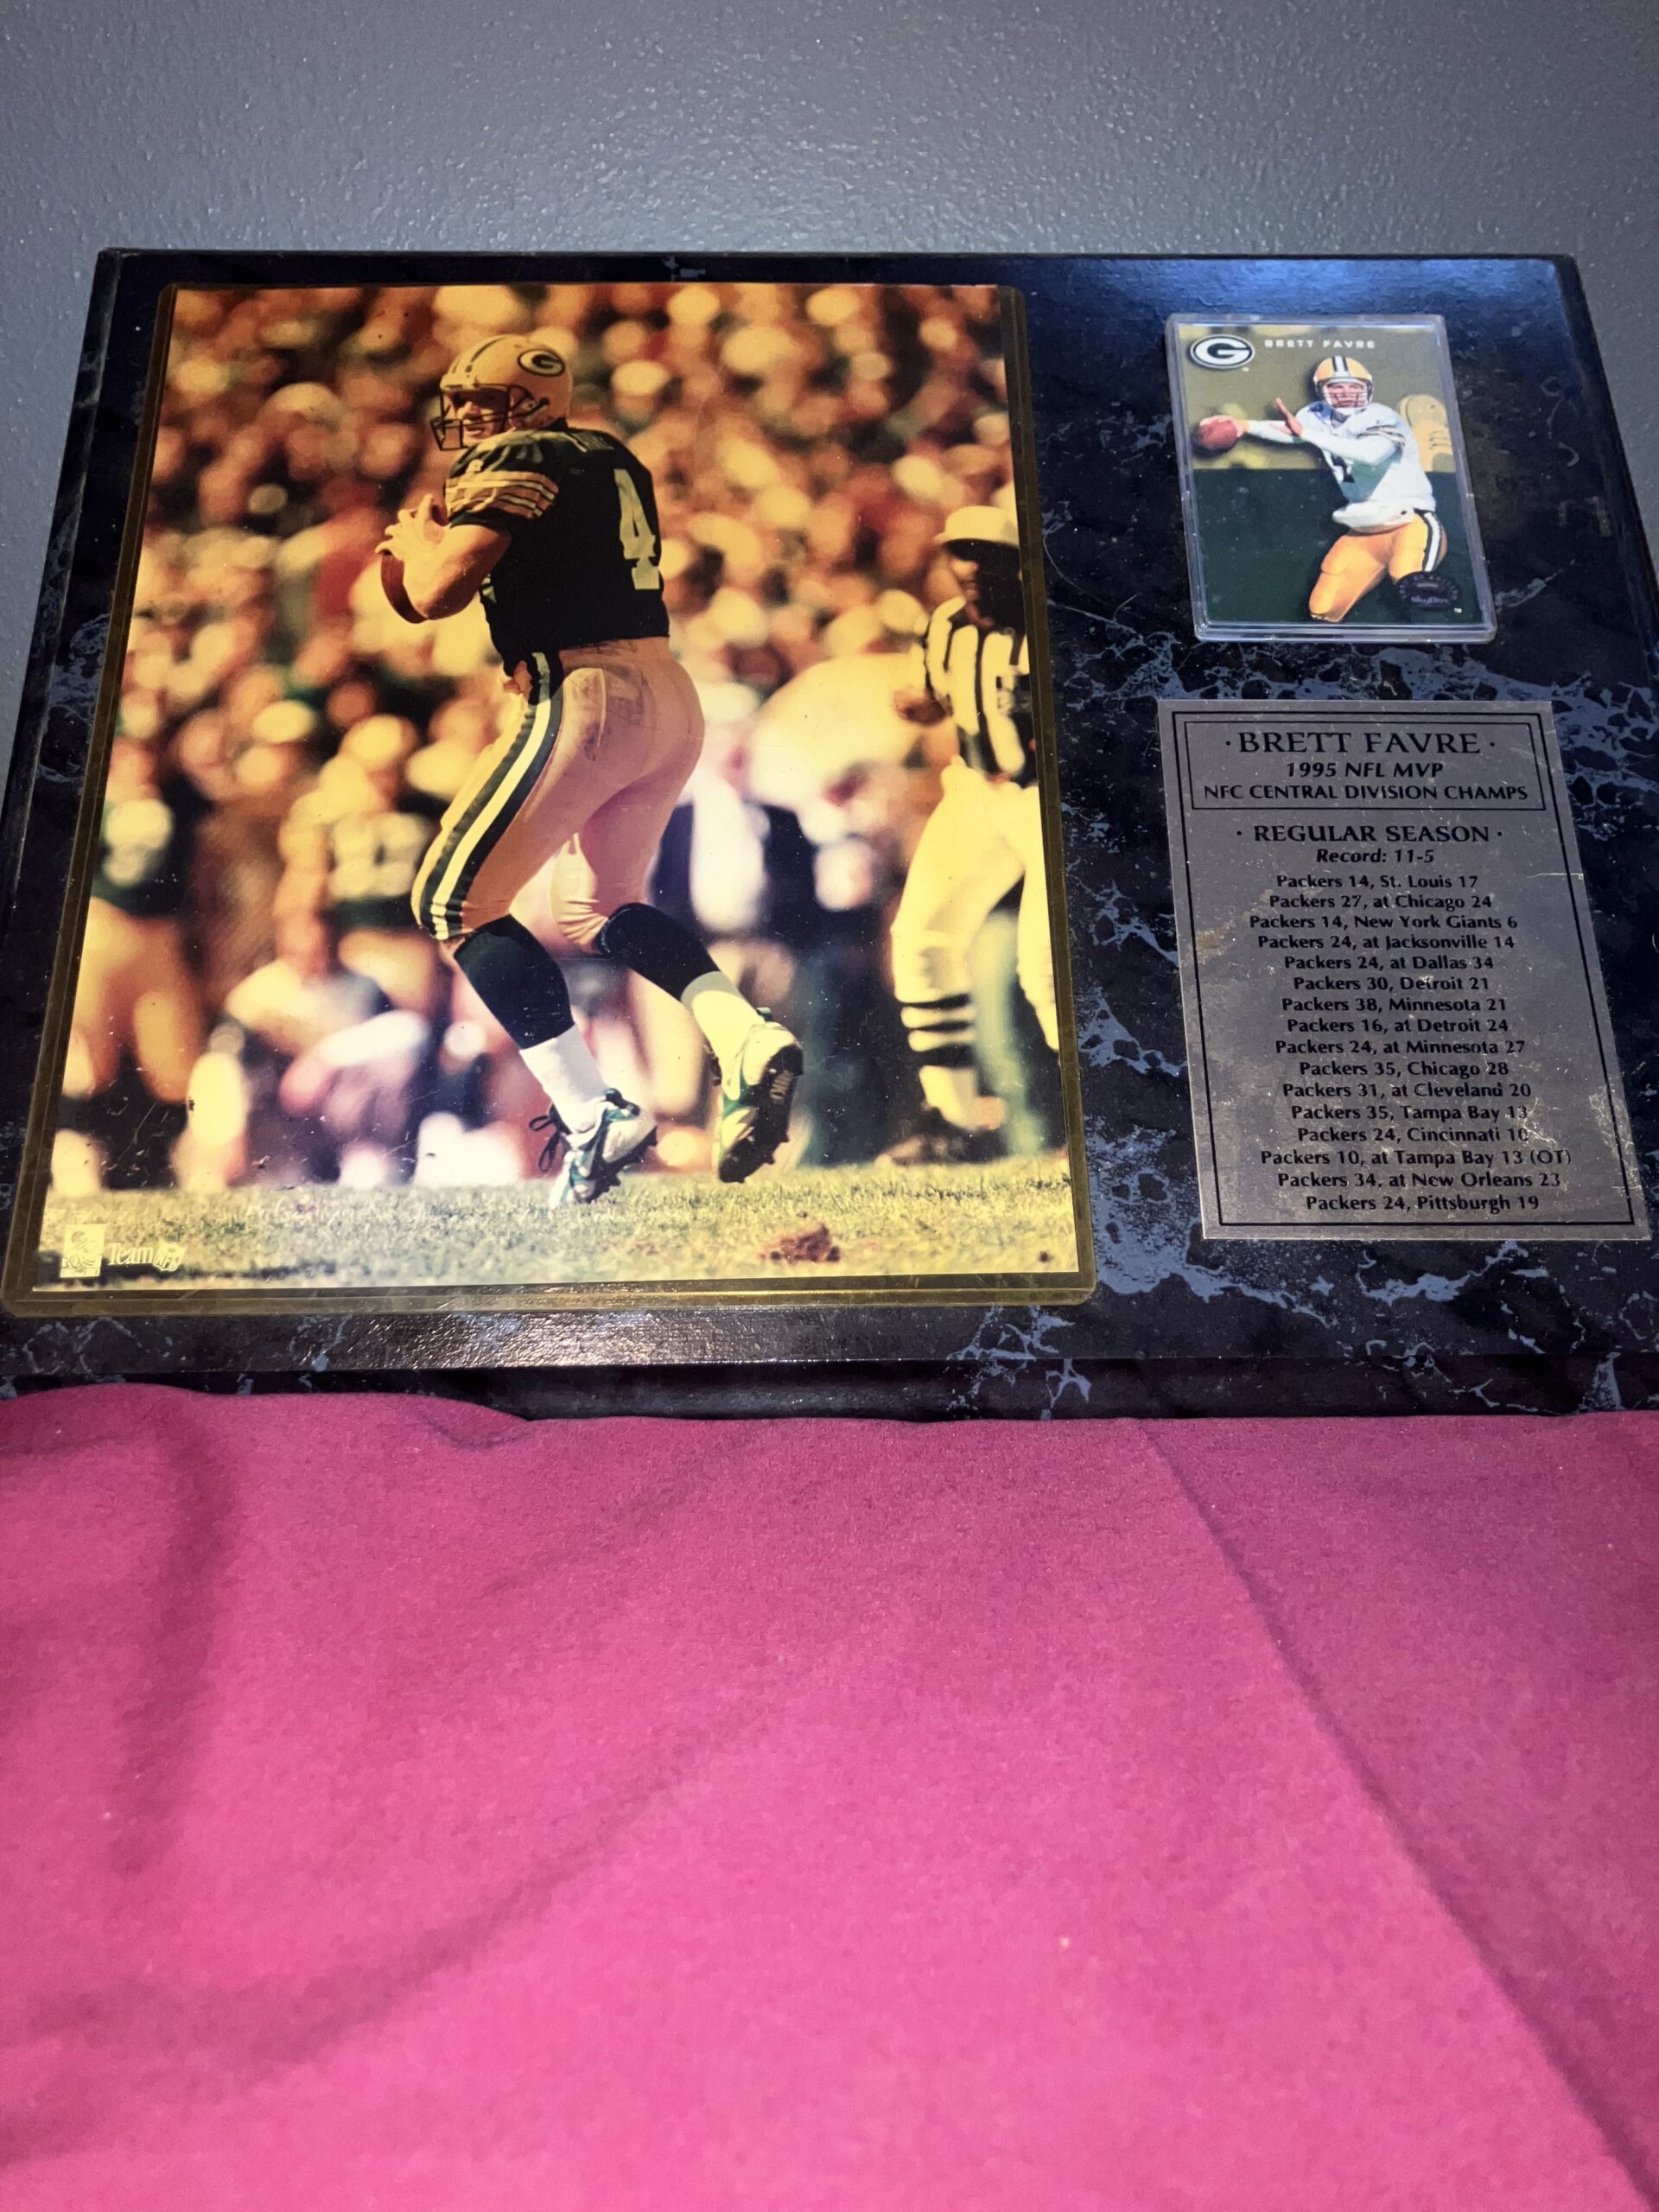 4
Team NFL
G BRETT FAVRE
SkyBox
· BRETT FAVRE ·
1995 NFL MVP
NFC CENTRAL DIVISION CHAMPS
· REGULAR SEASON ·
Record: 11-5
Packers 14, St. Louis 17
Packers 27, at Chicago 24
Packers 14, New York Giants 6
Packers 24, at Jacksonville 14
Packers 24, at Dallas 34
Packers 30, Detroit 21
Packers 38, Minnesota 21
Packers 16, at Detroit 24
Packers 24, at Minnesota 27
Packers 35, Chicago 28
Packers 31, at Cleveland 20
Packers 35, Tampa Bay 13
Packers 24, Cincinnati 10
Packers 10, at Tampa Bay 13 (OT)
Packers 34, at New Orleans 23
Packers 24, Pittsburgh 19